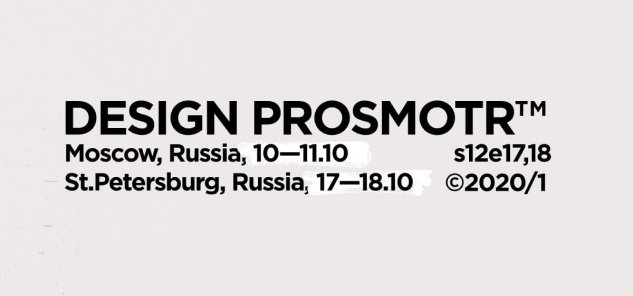 DESIGN PROSMOTR™
Moscow, Russia, 10—11.10 s12e17,18
St.Petersburg, Russia, 17—18.10 ©2020/1